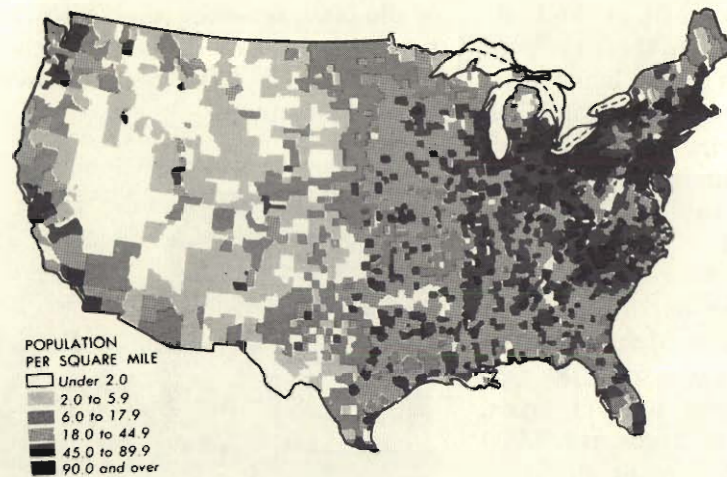 POPULATION
PER SQUARE MILE
Under 2.0
2.0 to 5.9
6.0 to 17.9
18.0 to 44.9
45.0 to 89.9
90.0 and over